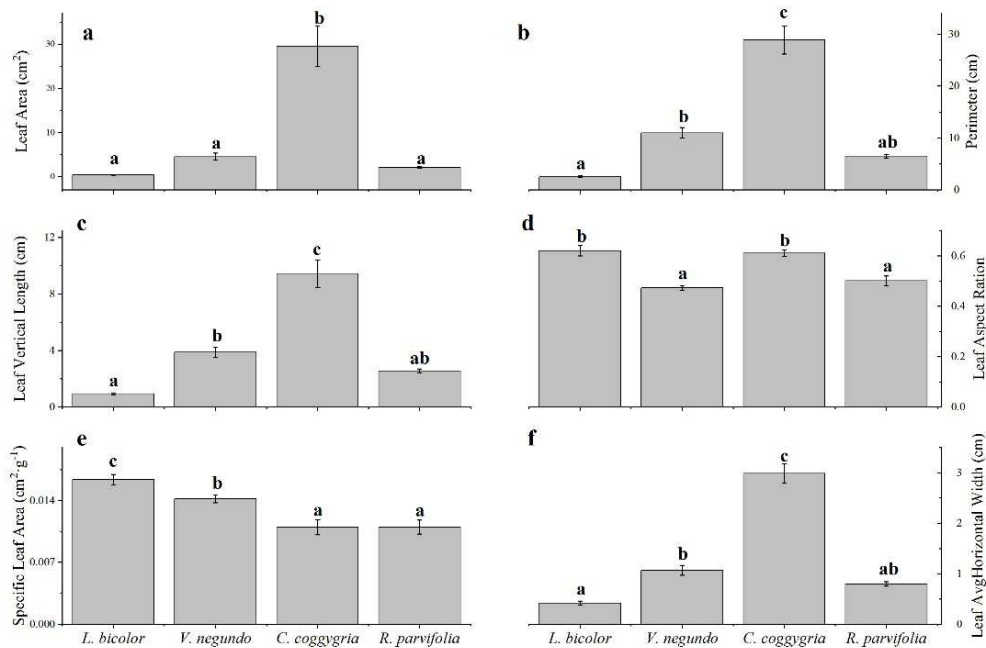 a
b
Leaf Area (cm²)
30
20
10
0
a
a
b
a
b
Perimeter (cm)
30
20
10
0
a
b
c
ab
c
Leaf Vertical Length (cm)
12
8
4
0
a
b
c
ab
d
Leaf Aspect Ration
0.6
0.4
0.2
0.0
b
a
b
a
e
Specific Leaf Area (cm²·g⁻¹)
0.014
0.007
0.000
c
b
a
a
L. bicolor V. negundo C. coggygria R. parvifolia
f
Leaf AvgHorizontal Width (cm)
3
2
1
0
a
b
c
ab
L. bicolor V. negundo C. coggygria R. parvifolia